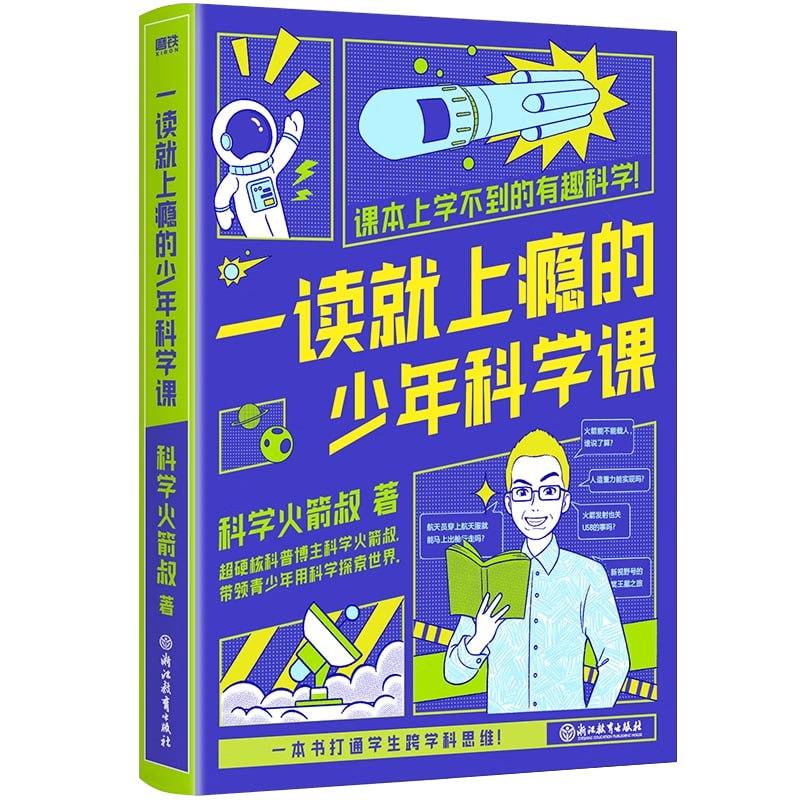 磨铁
XIRON
一读就上瘾的少年科学课
科学火箭叔 著
浙江教育出版社
课本上学不到的有趣科学!
一读就上瘾的
少年科学课
火箭能不能载人,
谁说了算?
人造重力能实现吗?
航天员穿上航天服就
能马上出舱行走吗?
火箭发射也关
USB的事吗?
新视野号的
冥王星之旅
科学火箭叔 著
超硬核科普博主科学火箭叔,
带领青少年用科学探索世界。
一本书打通学生跨学科思维!
浙江教育出版社
ZHEJIANG EDUCATION PUBLISHING HOUSE